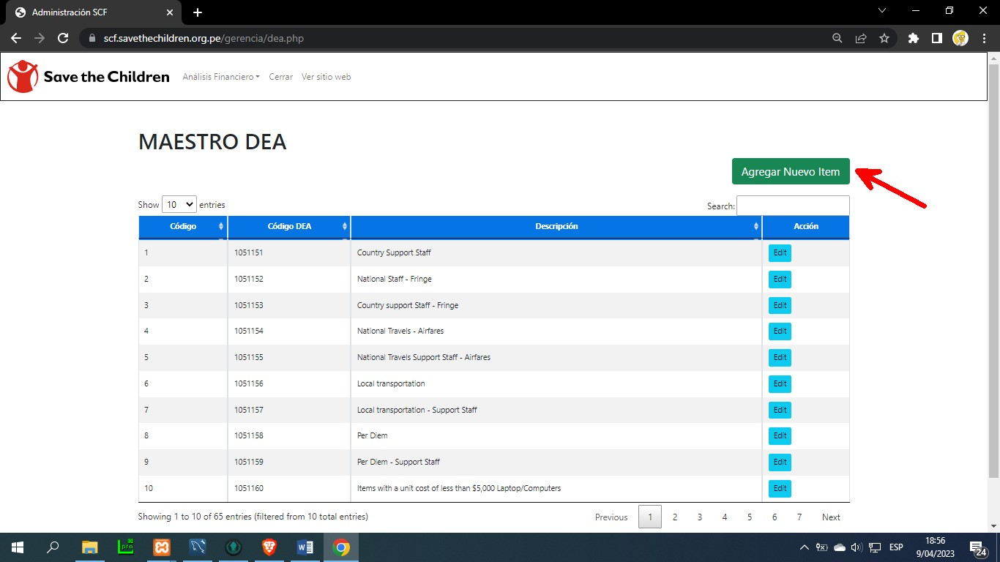 Administración SCF
scf.savethechildren.org.pe/gerencia/dea.php
Save the Children Análisis Financiero Cerrar Ver sitio web
MAESTRO DEA
Agregar Nuevo Item
Show 10 entries Search:
Código Código DEA Descripción Acción
1 1051151 Country Support Staff Edit
2 1051152 National Staff - Fringe Edit
3 1051153 Country support Staff - Fringe Edit
4 1051154 National Travels - Airfares Edit
5 1051155 National Travels Support Staff - Airfares Edit
6 1051156 Local transportation Edit
7 1051157 Local transportation - Support Staff Edit
8 1051158 Per Diem Edit
9 1051159 Per Diem - Support Staff Edit
10 1051160 Items with a unit cost of less than $5,000 Laptop/Computers Edit
Showing 1 to 10 of 65 entries (filtered from 10 total entries) Previous 1 2 3 4 5 6 7 Next
pro
W
ESP
18:56
9/04/2023
24